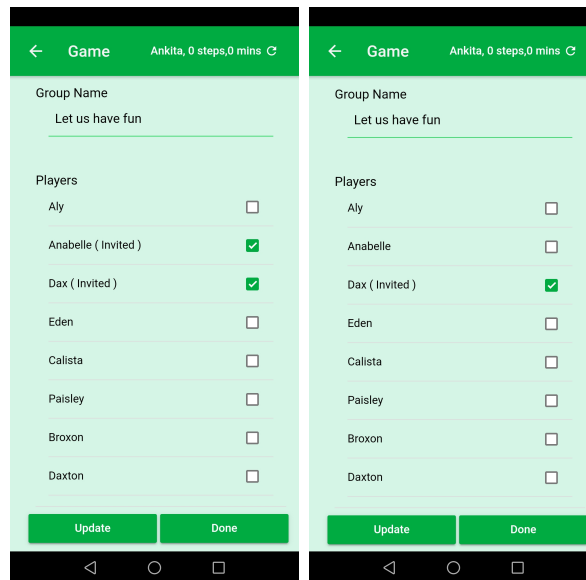 Game Ankita, 0 steps,0 mins
Group Name
Let us have fun
Players
Aly
Anabelle ( Invited )
Dax ( Invited )
Eden
Calista
Paisley
Broxon
Daxton
Update Done
Game Ankita, 0 steps,0 mins
Group Name
Let us have fun
Players
Aly
Anabelle
Dax ( Invited )
Eden
Calista
Paisley
Broxon
Daxton
Update Done